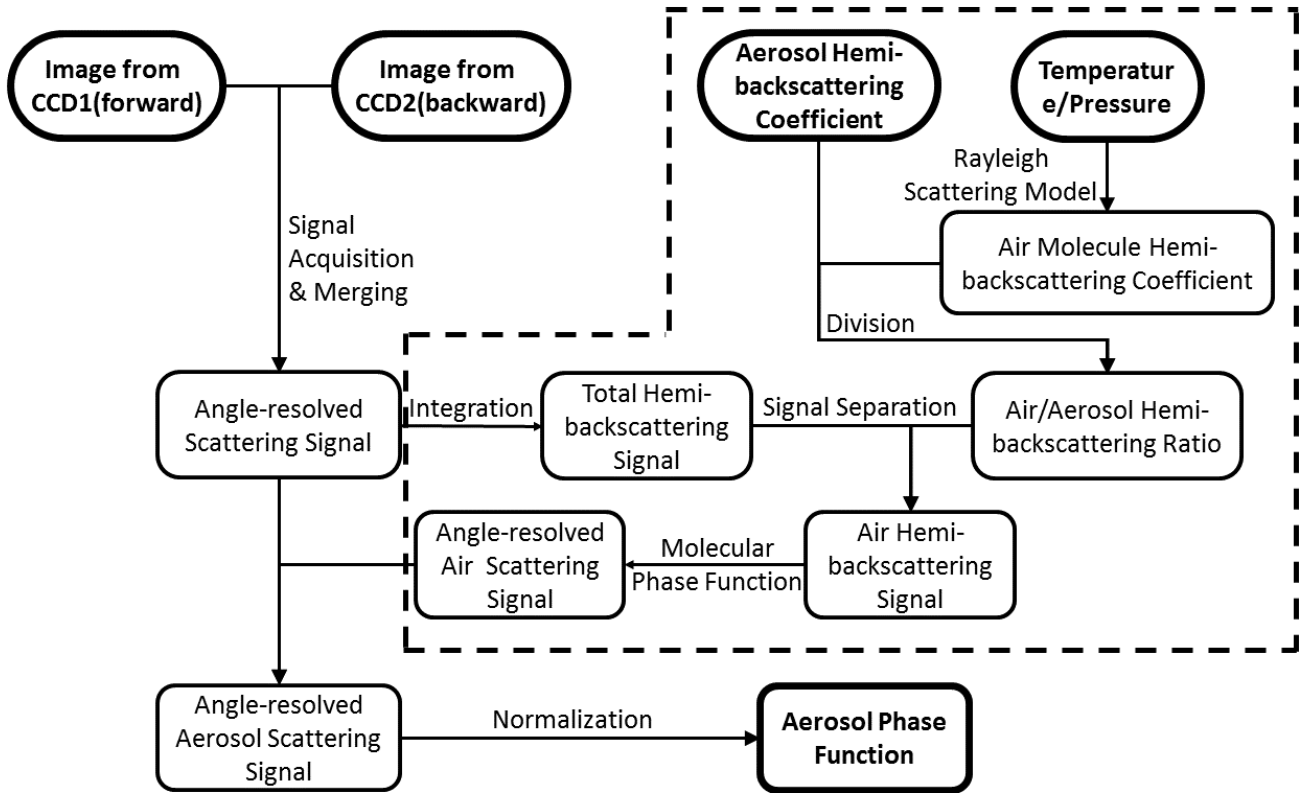 Image from
CCD1(forward)
Image from
CCD2(backward)
Aerosol Hemi-
backscattering
Coefficient
Temperatur
e/Pressure
Rayleigh
Scattering Model
Signal
Acquisition
& Merging
Air Molecule Hemi-
backscattering Coefficient
Division
Angle-resolved
Scattering Signal
Integration
Total Hemi-
backscattering
Signal
Signal Separation
Air/Aerosol Hemi-
backscattering Ratio
Angle-resolved
Air Scattering
Signal
Molecular
Phase Function
Air Hemi-
backscattering
Signal
Angle-resolved
Aerosol Scattering
Signal
Normalization
Aerosol Phase
Function